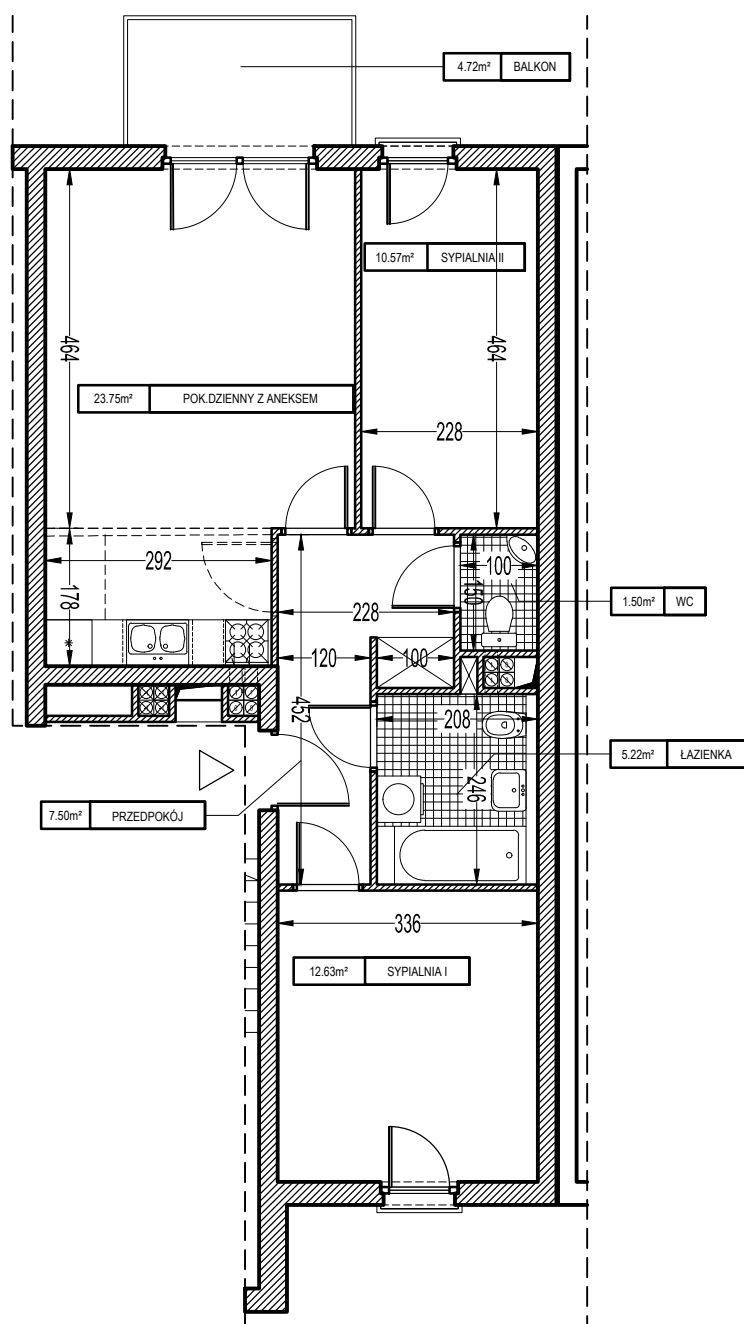 4.72m² BALKON
10.57m² SYPIALNIA II
464
464
23.75m² POK.DZIENNY Z ANEKSEM
228
292
178
100
150
1.50m² WC
228
120
100
452
208
246
5.22m² ŁAZIENKA
7.50m² PRZEDPOKÓJ
336
12.63m² SYPIALNIA I